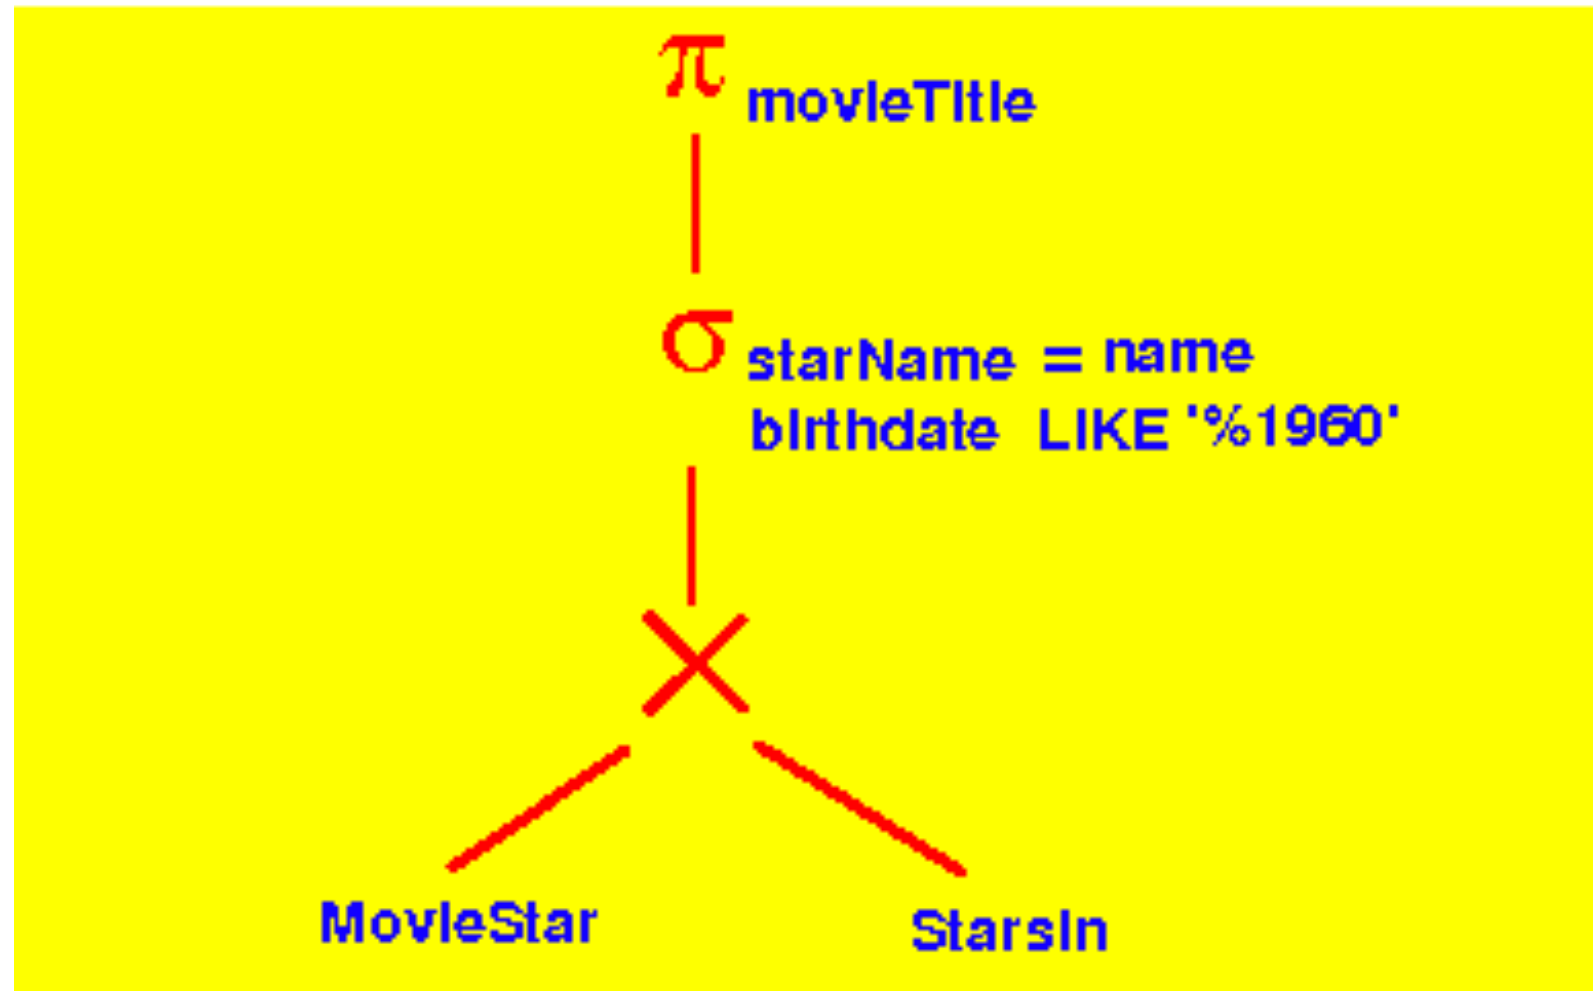 π movieTitle
σ starName = name
birthdate LIKE '%1960'
×
MovieStar StarsIn